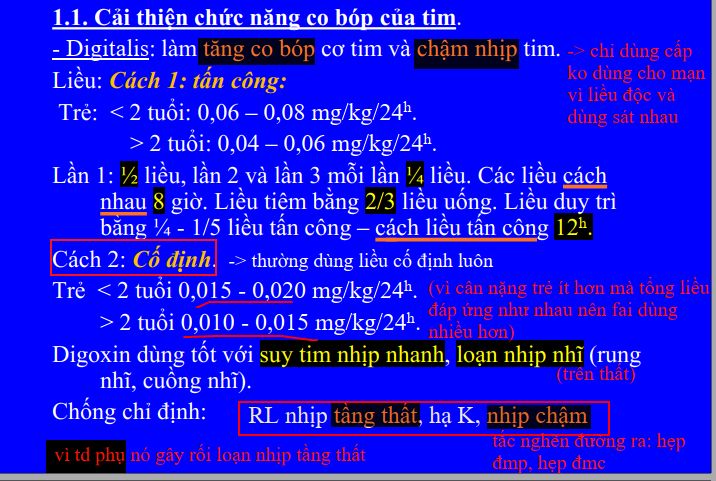 1.1. Cải thiện chức năng co bóp của tim.
- Digitalis: làm tăng co bóp cơ tim và chậm nhịp tim.
-> chỉ dùng cấp
ko dùng cho mạn
vì liều độc và
dùng sát nhau
Liều: Cách 1: tấn công:
Trẻ: < 2 tuổi: 0,06 – 0,08 mg/kg/24h.
> 2 tuổi: 0,04 – 0,06 mg/kg/24h.
Lần 1: ½ liều, lần 2 và lần 3 mỗi lần ¼ liều. Các liều cách
nhau 8 giờ. Liều tiêm bằng 2/3 liều uống. Liều duy trì
bằng ¼ - 1/5 liều tấn công – cách liều tấn công 12h.
Cách 2: Cố định. -> thường dùng liều cố định luôn
Trẻ < 2 tuổi 0,015 - 0,020 mg/kg/24h.
> 2 tuổi 0,010 - 0,015 mg/kg/24h.
(vì cân nặng trẻ ít hơn mà tổng liều
đáp ứng như nhau nên fai dùng
nhiều hơn)
Digoxin dùng tốt với suy tim nhịp nhanh, loạn nhịp nhĩ (rung
nhĩ, cuồng nhĩ).
(trên thất)
Chống chỉ định: RL nhịp tầng thất, hạ K, nhịp chậm
tắc nghẽn đường ra: hẹp
đmp, hẹp đmc
vì td phụ nó gây rối loạn nhịp tầng thất